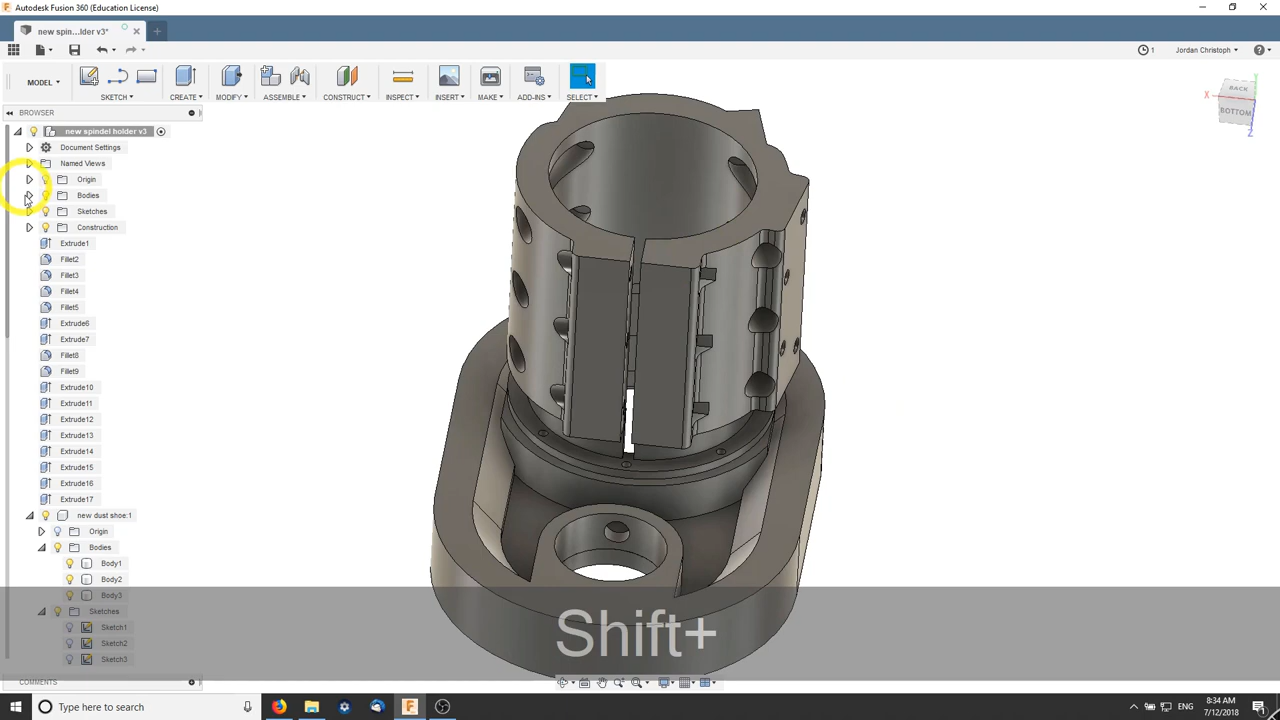 Autodesk Fusion 360 (Education License)
new spin...lder v3*
1
Jordan Christoph
MODEL
SKETCH
CREATE
MODIFY
ASSEMBLE
CONSTRUCT
INSPECT
INSERT
MAKE
ADD-INS
SELECT
BACK
X
BOTTOM
Z
BROWSER
new spindel holder v3
Document Settings
Named Views
Origin
Bodies
Sketches
Construction
Extrude1
Fillet2
Fillet3
Fillet4
Fillet5
Extrude6
Extrude7
Fillet8
Fillet9
Extrude10
Extrude11
Extrude12
Extrude13
Extrude14
Extrude15
Extrude16
Extrude17
new dust shoe:1
Origin
Bodies
Body1
Body2
Body3
Sketches
Sketch1
Sketch2
Sketch3
Shift+
COMMENTS
Type here to search
ENG
8:34 AM
7/12/2018